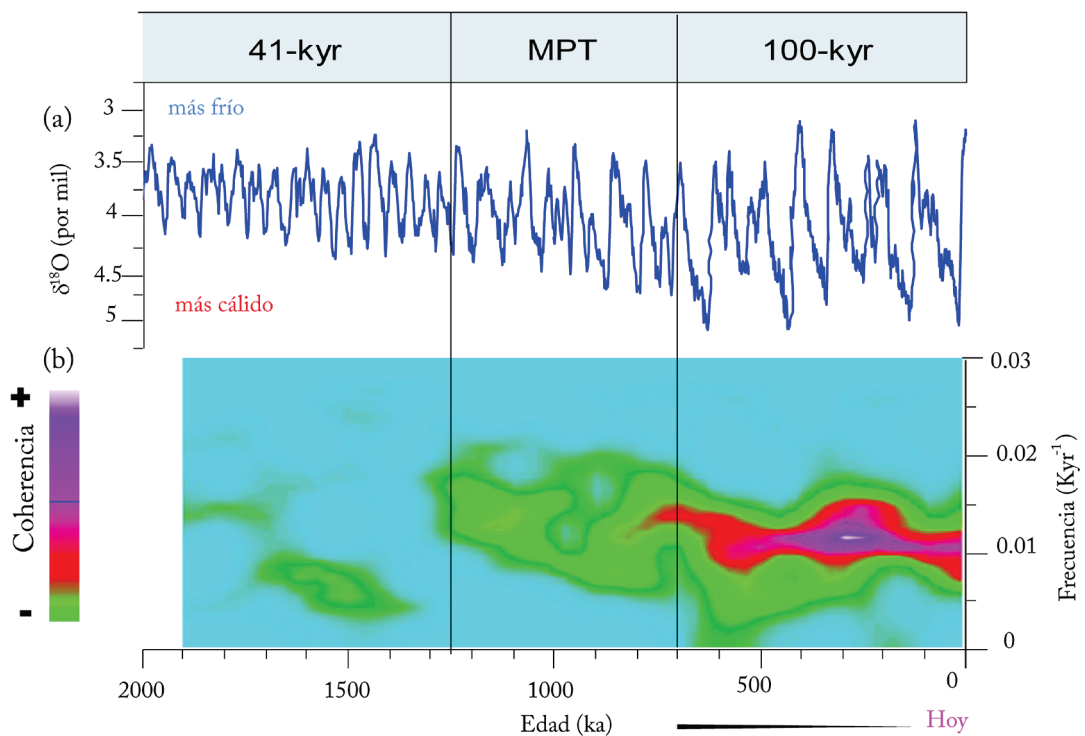 41-kyr MPT 100-kyr
(a)
más frío
3
3.5
4
4.5
5
δ¹⁸O (por mil)
más cálido
(b)
+
Coherencia
-
0.03
0.02
0.01
0
Frecuencia (Kyr⁻¹)
2000 1500 1000 500 0
Edad (ka)
Hoy